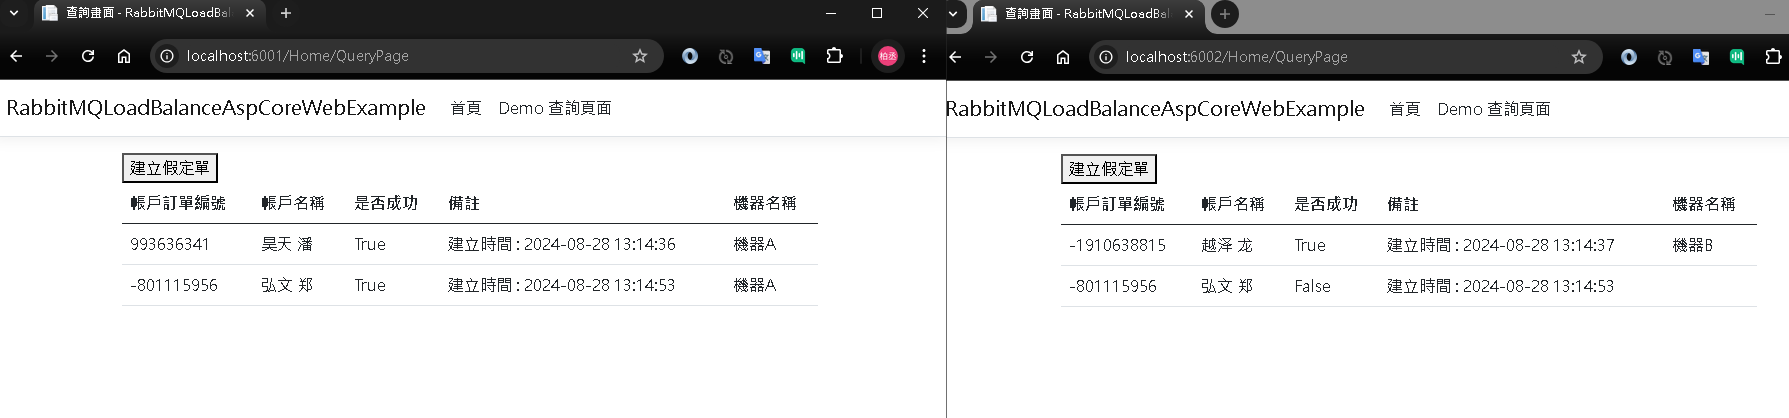 查詢畫面 - RabbitMQLoadBal
localhost:6001/Home/QueryPage
柏丞
RabbitMQLoadBalanceAspCoreWebExample 首頁 Demo 查詢頁面
建立假定單
帳戶訂單編號 帳戶名稱 是否成功 備註 機器名稱
993636341 昊天 潘 True 建立時間 : 2024-08-28 13:14:36 機器A
-801115956 弘文 郑 True 建立時間 : 2024-08-28 13:14:53 機器A
查詢畫面 - RabbitMQLoadBal
localhost:6002/Home/QueryPage
RabbitMQLoadBalanceAspCoreWebExample 首頁 Demo 查詢頁面
建立假定單
帳戶訂單編號 帳戶名稱 是否成功 備註 機器名稱
-1910638815 越泽 龙 True 建立時間 : 2024-08-28 13:14:37 機器B
-801115956 弘文 郑 False 建立時間 : 2024-08-28 13:14:53